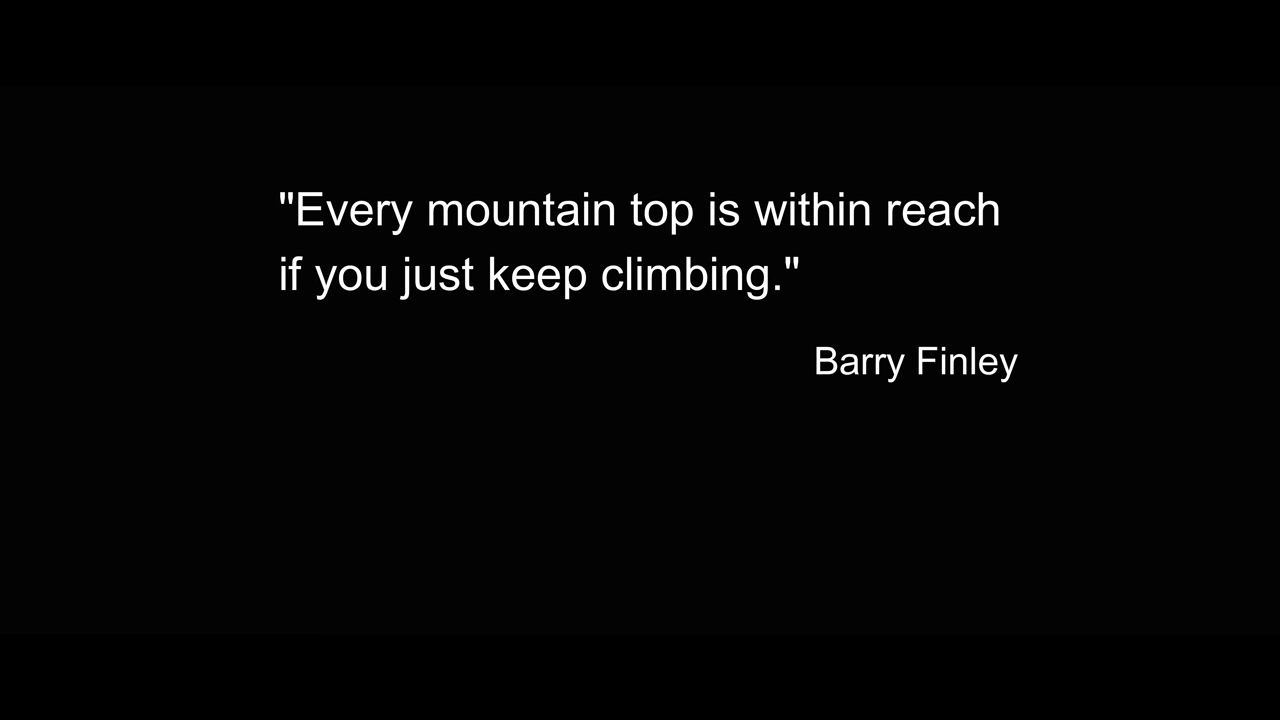 "Every mountain top is within reach
if you just keep climbing."
Barry Finley